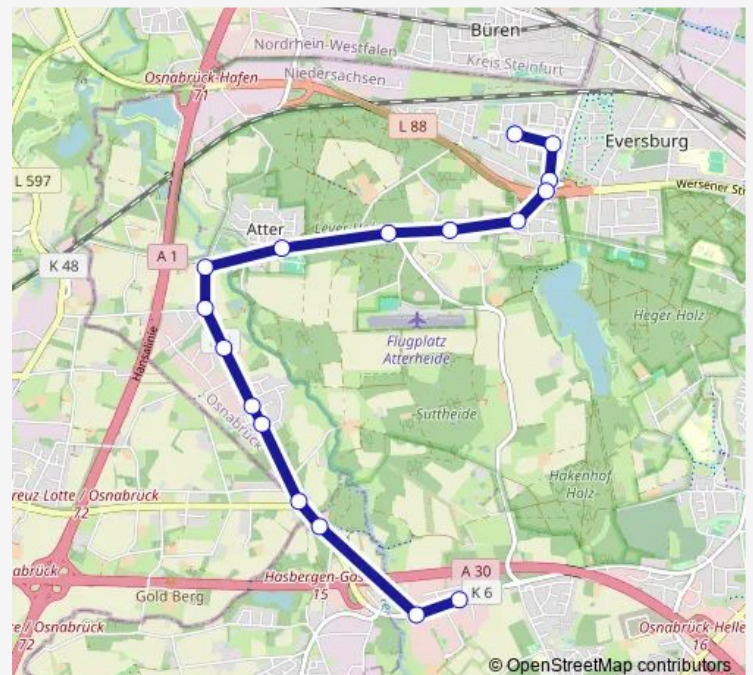 Büren
Nordrhein-Westfalen
Osnabrück-Hafen
71
Niedersachsen
Kreis Steinfurt
L 88
Eversburg
L 597
Wersener Str
Atter
A 1
K 48
Heger Holz
Flugplatz
Atterheide
Hansalinie
Osnabrück
Suttheide
Hakenhof
Holz
reuz Lotte / Osnabrück
72
abrück
Hasbergen-Gas
15
A 30
K 6
Gold Berg
re / Osnabrück
72
Osnabrück-Helle
16
© OpenStreetMap contributors